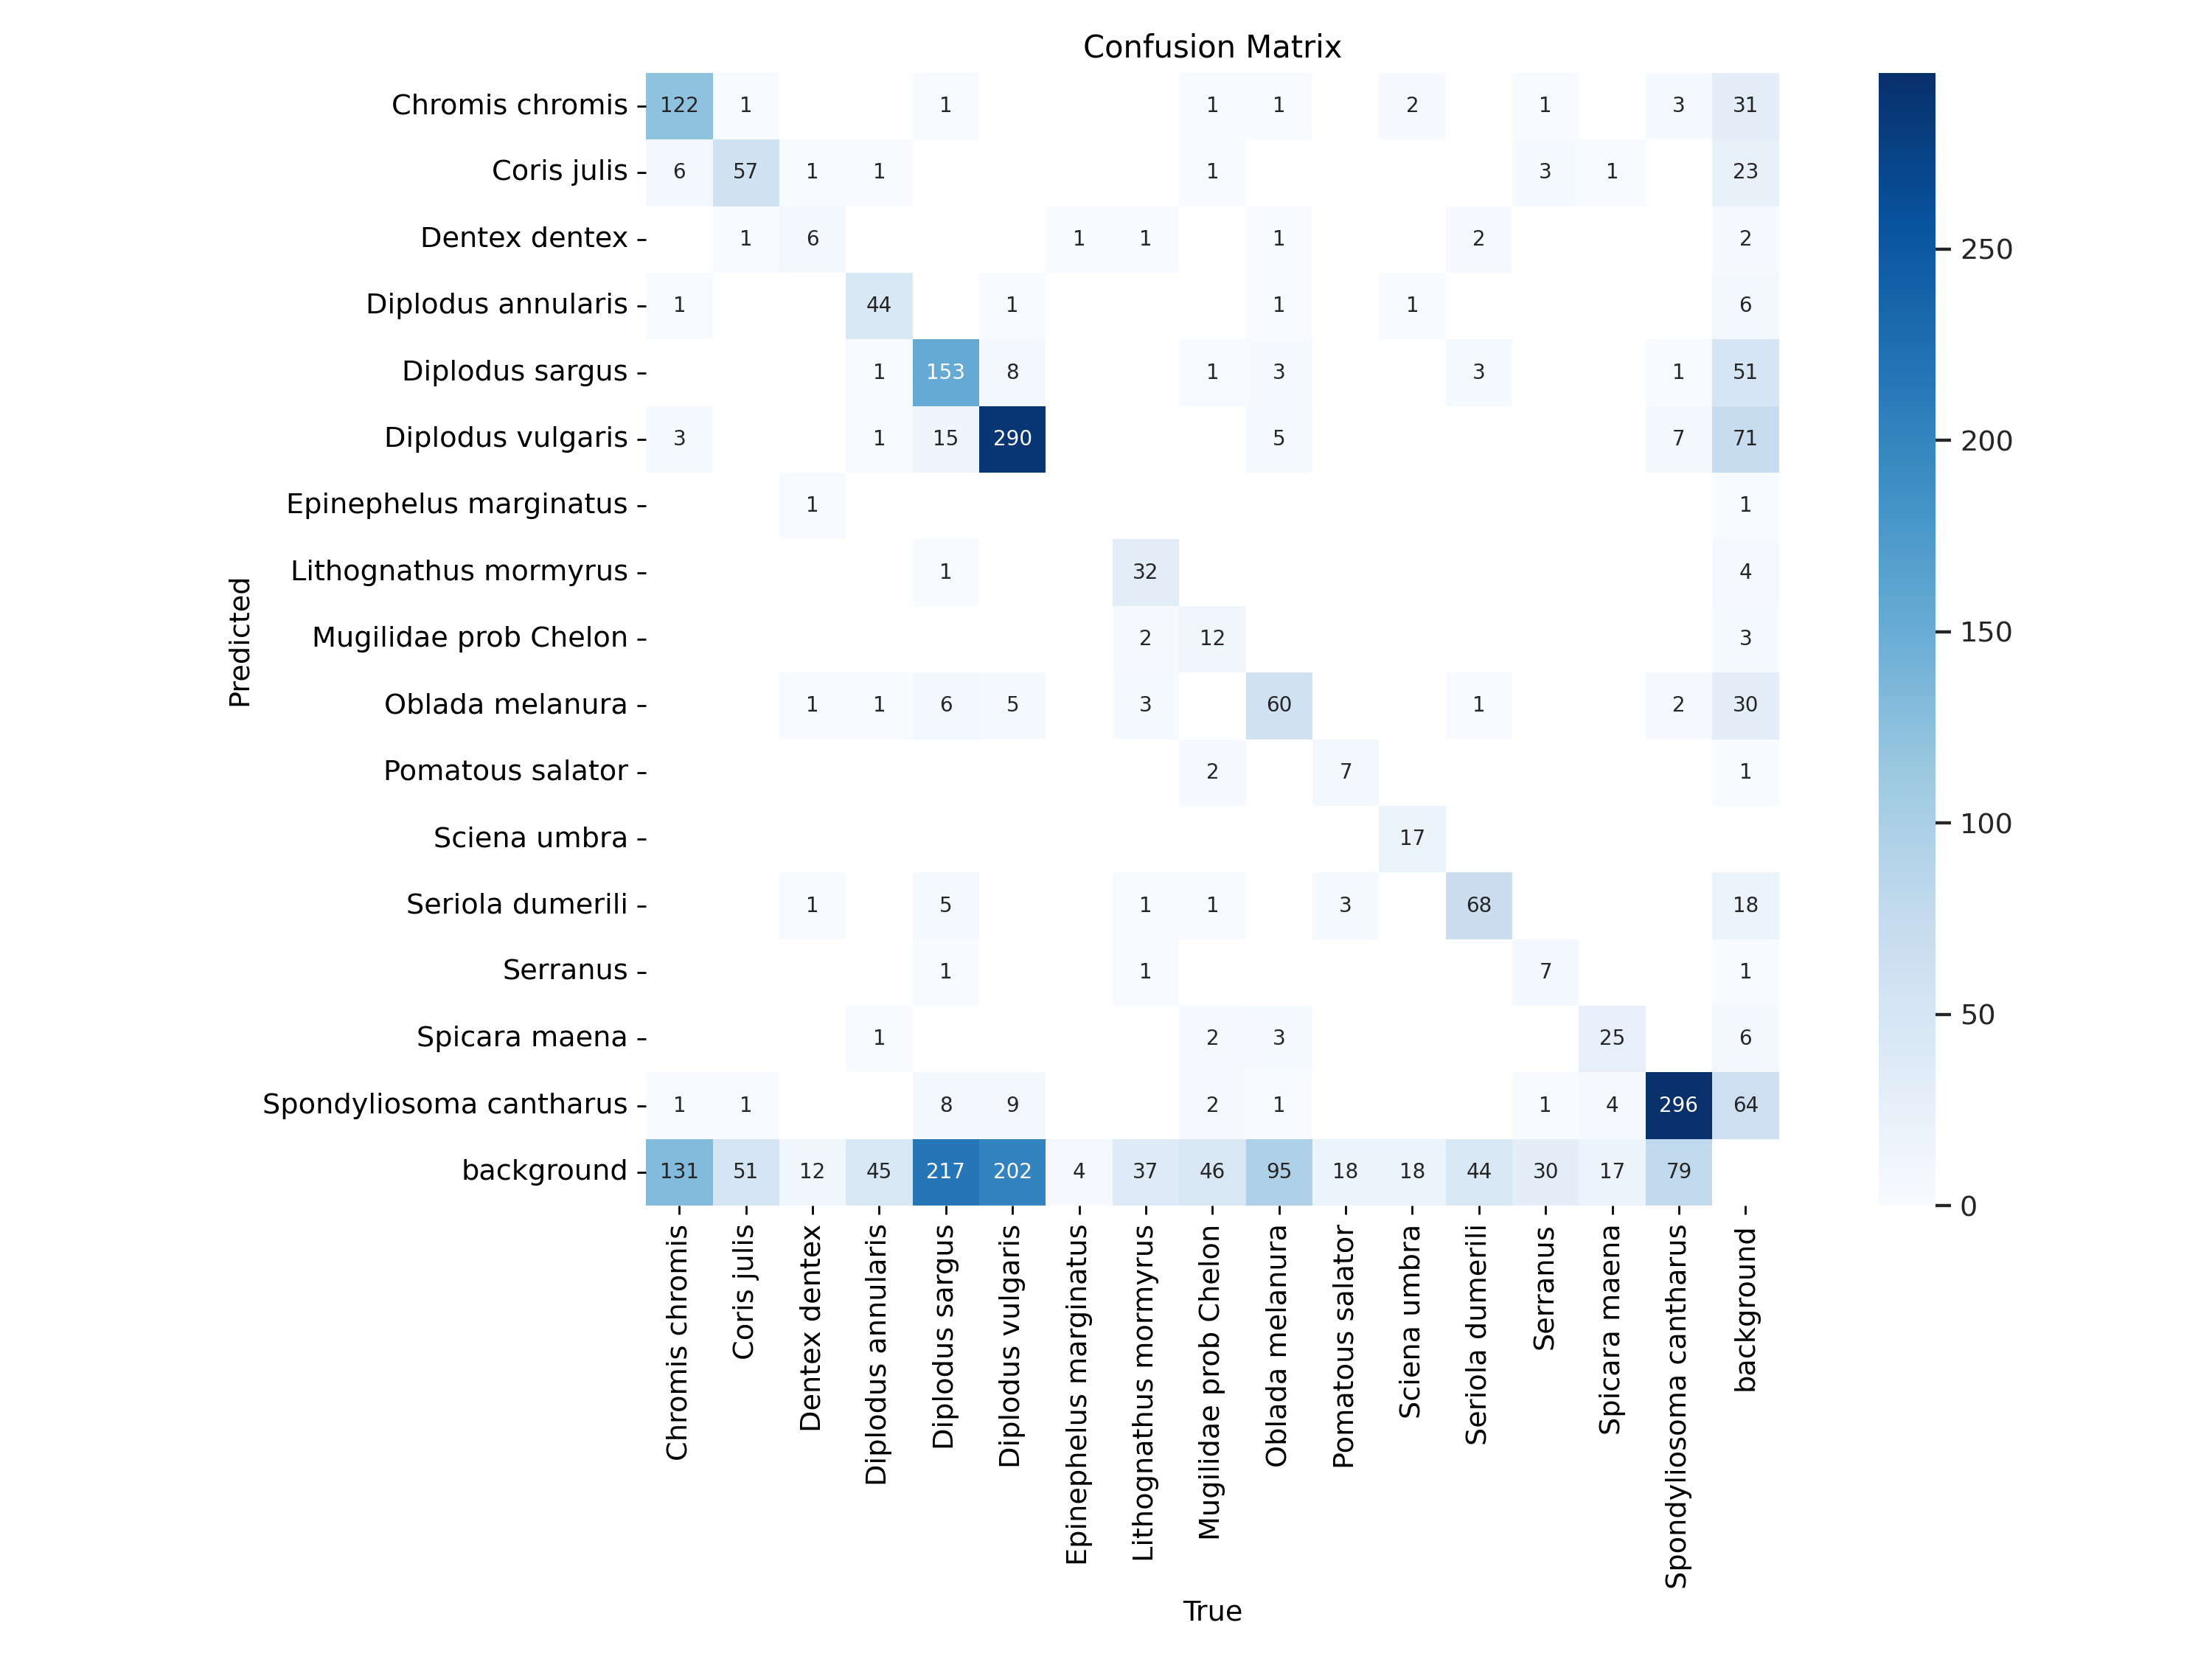 Confusion Matrix
Chromis chromis 122 1 1 1 1 2 1 3 31
Coris julis 6 57 1 1 1 3 1 23
Dentex dentex 1 6 1 1 1 2 2
Diplodus annularis 1 44 1 1 1 6
Diplodus sargus 1 153 8 1 3 3 1 51
Diplodus vulgaris 3 1 15 290 5 7 71
Epinephelus marginatus 1 1
Lithognathus mormyrus 1 32 4
Mugilidae prob Chelon 2 12 3
Oblada melanura 1 1 6 5 3 60 1 2 30
Pomatous salator 2 7 1
Sciena umbra 17
Seriola dumerili 1 5 1 1 3 68 18
Serranus 1 1 7 1
Spicara maena 1 2 3 25 6
Spondyliosoma cantharus 1 1 8 9 2 1 1 4 296 64
background 131 51 12 45 217 202 4 37 46 95 18 18 44 30 17 79
Predicted
Chromis chromis
Coris julis
Dentex dentex
Diplodus annularis
Diplodus sargus
Diplodus vulgaris
Epinephelus marginatus
Lithognathus mormyrus
Mugilidae prob Chelon
Oblada melanura
Pomatous salator
Sciena umbra
Seriola dumerili
Serranus
Spicara maena
Spondyliosoma cantharus
background
True
250
200
150
100
50
0